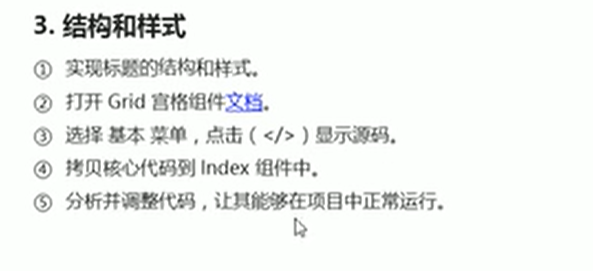 3. 结构和样式
① 实现标题的结构和样式。
② 打开 Grid 宫格组件文档。
③ 选择 基本 菜单，点击（ </> ）显示源码。
④ 拷贝核心代码到 Index 组件中。
⑤ 分析并调整代码，让其能够在项目中正常运行。